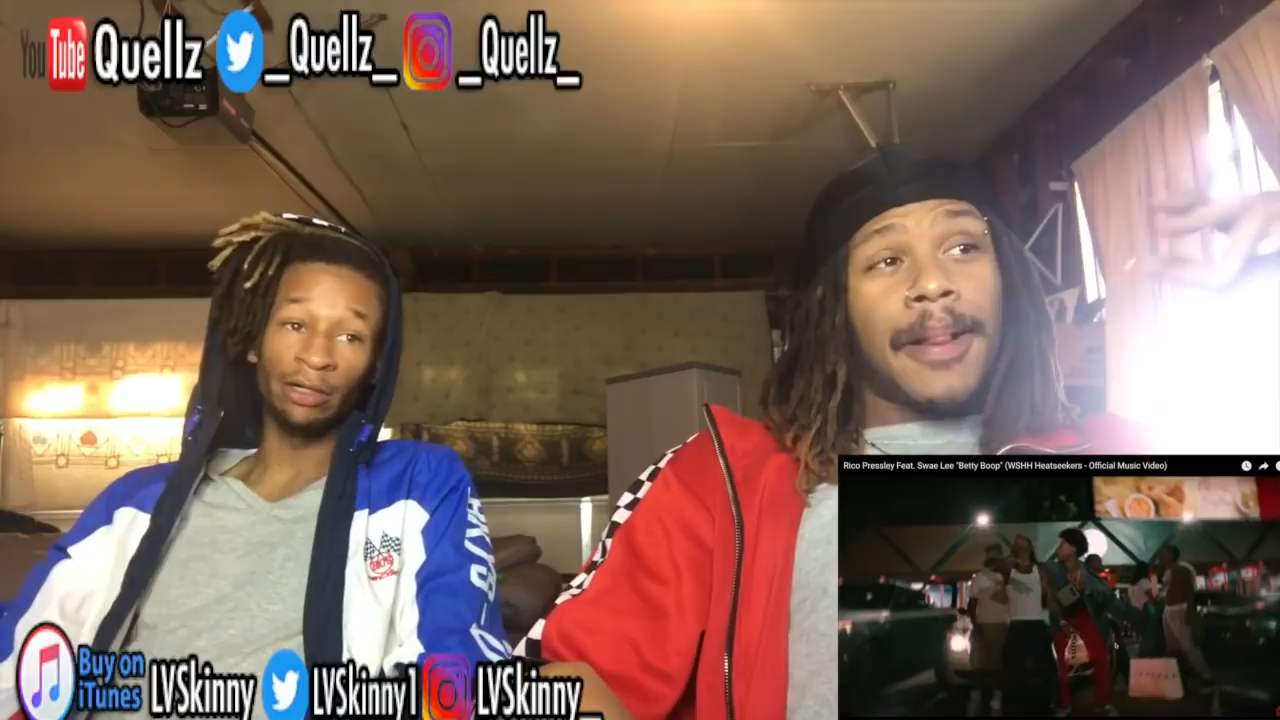 YouTube Quellz _Quellz_ _Quellz_
Rico Pressley Feat. Swae Lee "Betty Boop" (WSHH Heatseekers - Official Music Video)
Buy on
iTunes LVSkinny LVSkinny1 LVSkinny_